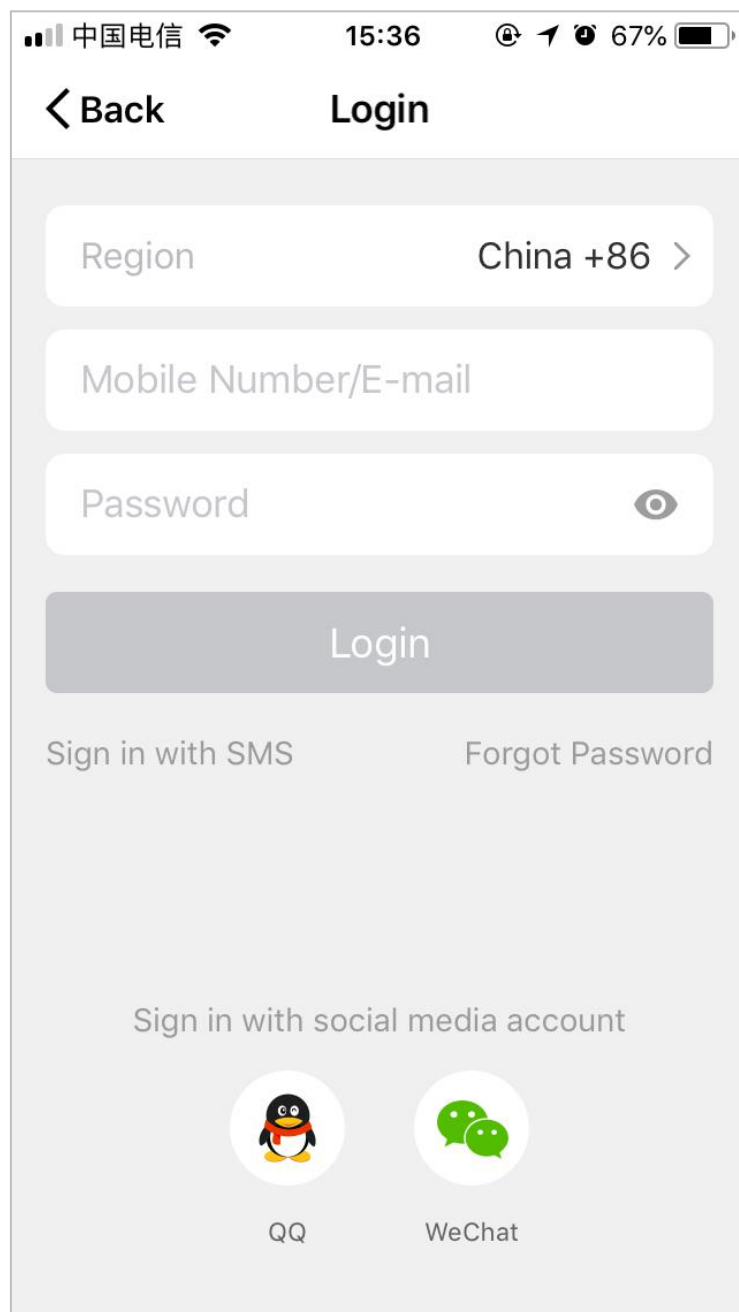 中国电信 15:36 67%
Back Login
Region China +86
Mobile Number/E-mail
Password
Login
Sign in with SMS Forgot Password
Sign in with social media account
QQ WeChat